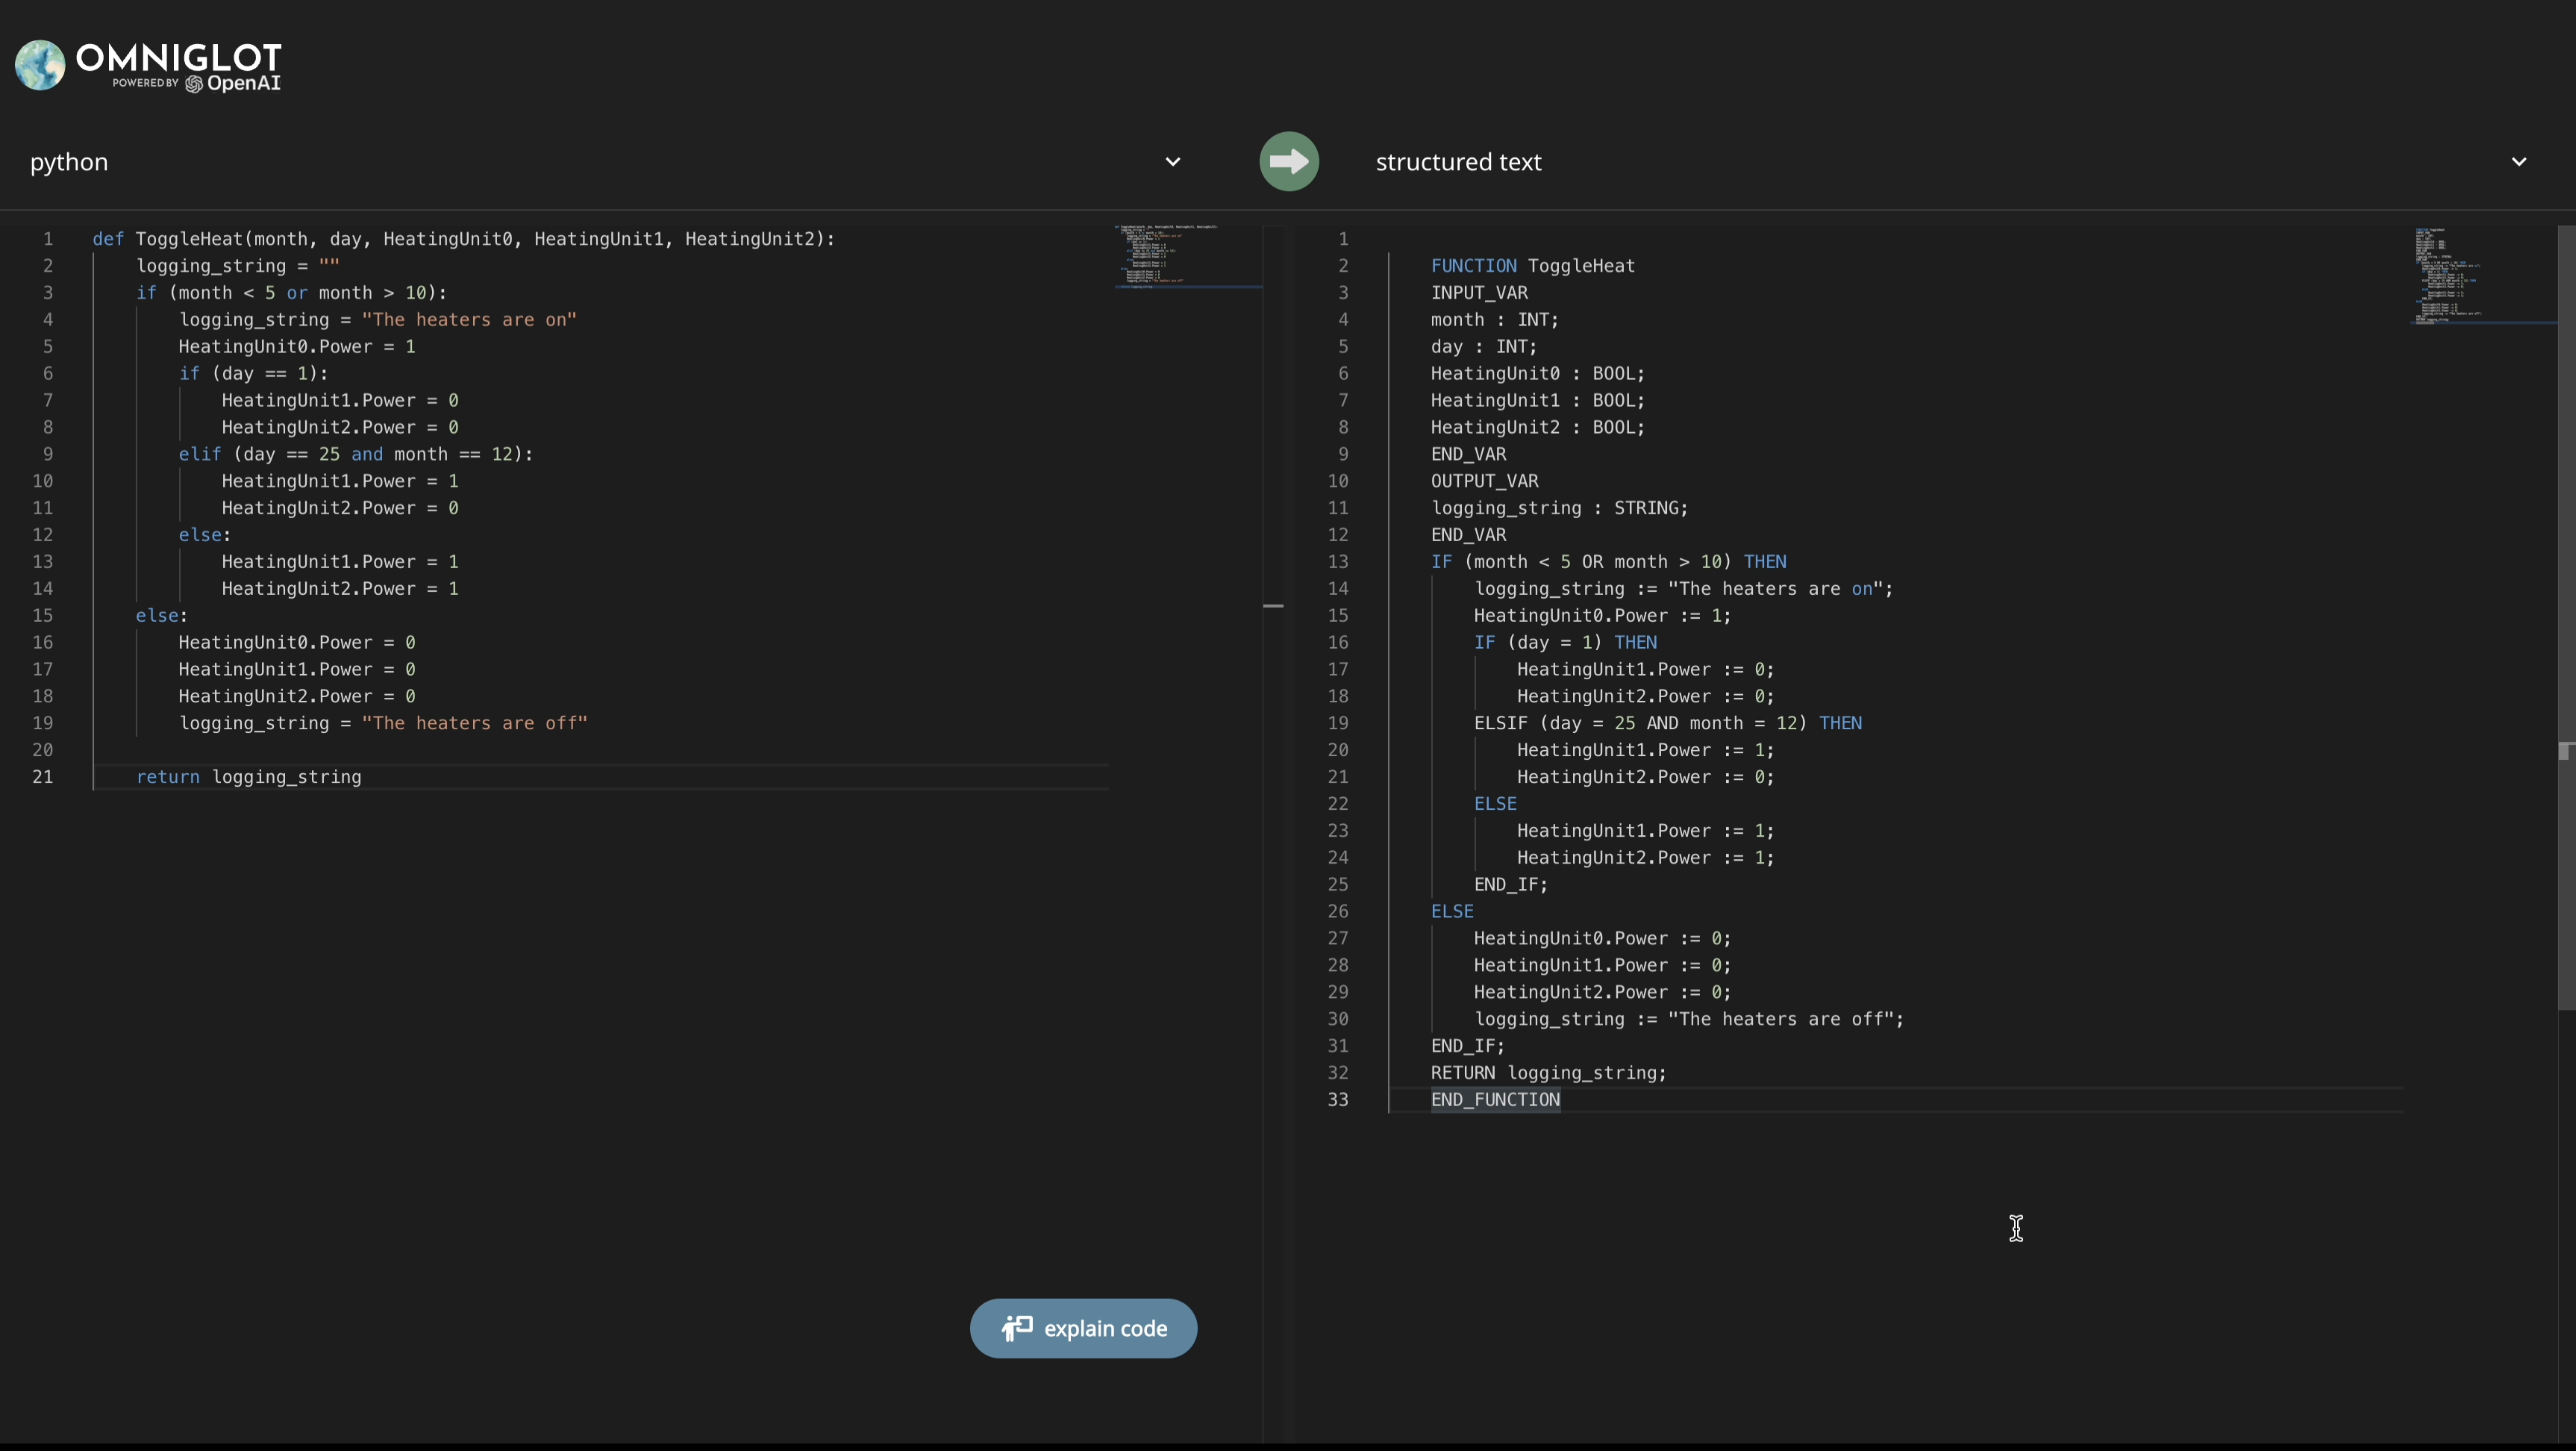 OMNIGLOT
POWERED BY OpenAI
python
structured text
1 def ToggleHeat(month, day, HeatingUnit0, HeatingUnit1, HeatingUnit2):
2     logging_string = ""
3     if (month < 5 or month > 10):
4         logging_string = "The heaters are on"
5         HeatingUnit0.Power = 1
6         if (day == 1):
7             HeatingUnit1.Power = 0
8             HeatingUnit2.Power = 0
9         elif (day == 25 and month == 12):
10             HeatingUnit1.Power = 1
11             HeatingUnit2.Power = 0
12         else:
13             HeatingUnit1.Power = 1
14             HeatingUnit2.Power = 1
15     else:
16         HeatingUnit0.Power = 0
17         HeatingUnit1.Power = 0
18         HeatingUnit2.Power = 0
19         logging_string = "The heaters are off"
20
21     return logging_string
explain code
1
2     FUNCTION ToggleHeat
3     INPUT_VAR
4     month : INT;
5     day : INT;
6     HeatingUnit0 : BOOL;
7     HeatingUnit1 : BOOL;
8     HeatingUnit2 : BOOL;
9     END_VAR
10     OUTPUT_VAR
11     logging_string : STRING;
12     END_VAR
13     IF (month < 5 OR month > 10) THEN
14         logging_string := "The heaters are on";
15         HeatingUnit0.Power := 1;
16         IF (day = 1) THEN
17             HeatingUnit1.Power := 0;
18             HeatingUnit2.Power := 0;
19         ELSIF (day = 25 AND month = 12) THEN
20             HeatingUnit1.Power := 1;
21             HeatingUnit2.Power := 0;
22         ELSE
23             HeatingUnit1.Power := 1;
24             HeatingUnit2.Power := 1;
25         END_IF;
26     ELSE
27         HeatingUnit0.Power := 0;
28         HeatingUnit1.Power := 0;
29         HeatingUnit2.Power := 0;
30         logging_string := "The heaters are off";
31     END_IF;
32     RETURN logging_string;
33     END_FUNCTION